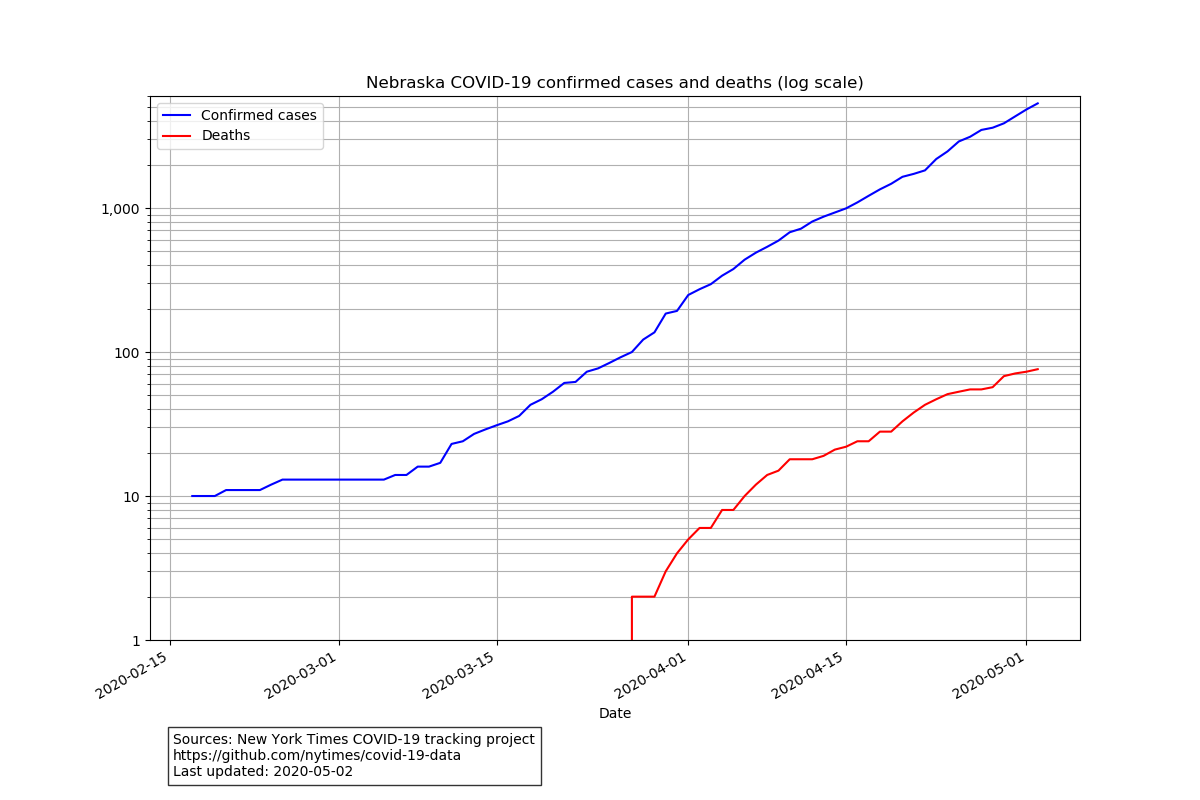 Nebraska COVID-19 confirmed cases and deaths (log scale)
Confirmed cases
Deaths
1,000
100
10
1
2020-02-15
2020-03-01
2020-03-15
2020-04-01
2020-04-15
2020-05-01
Date
Sources: New York Times COVID-19 tracking project
https://github.com/nytimes/covid-19-data
Last updated: 2020-05-02